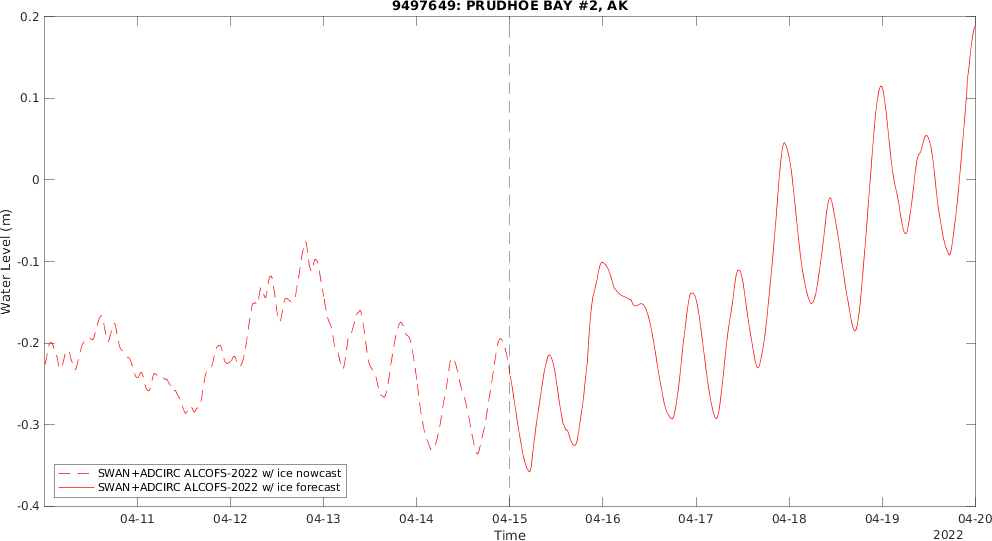 9497649: PRUDHOE BAY #2, AK
0.2
0.1
0
-0.1
-0.2
-0.3
-0.4
Water Level (m)
SWAN+ADCIRC ALCOFS-2022 w/ ice nowcast
SWAN+ADCIRC ALCOFS-2022 w/ ice forecast
04-11 04-12 04-13 04-14 04-15 04-16 04-17 04-18 04-19 04-20
Time
2022